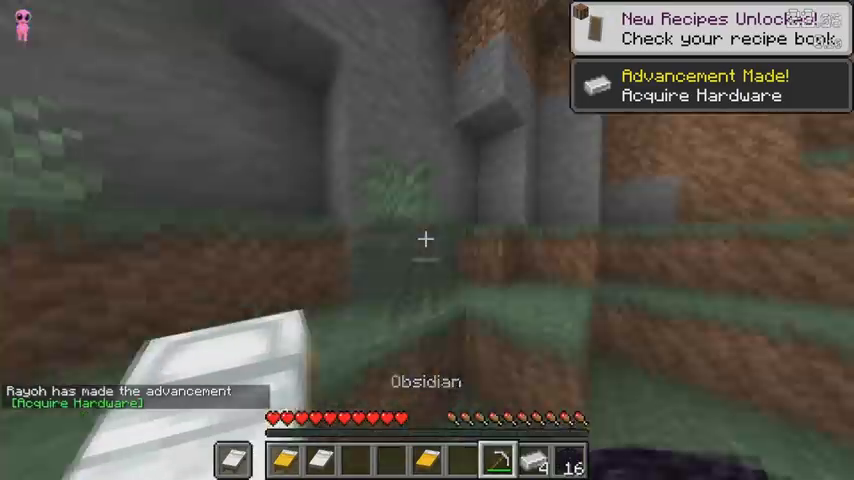 New Recipes Unlocked!
Check your recipe book
Advancement Made!
Acquire Hardware
Obsidian
Rayoh has made the advancement
[Acquire Hardware]
4
16